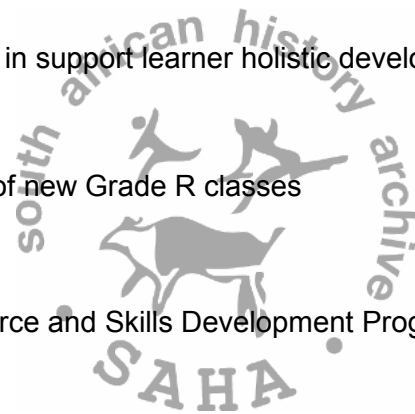 south african history archive
in support learner holistic develo
of new Grade R classes
rce and Skills Development Prog
SAHA